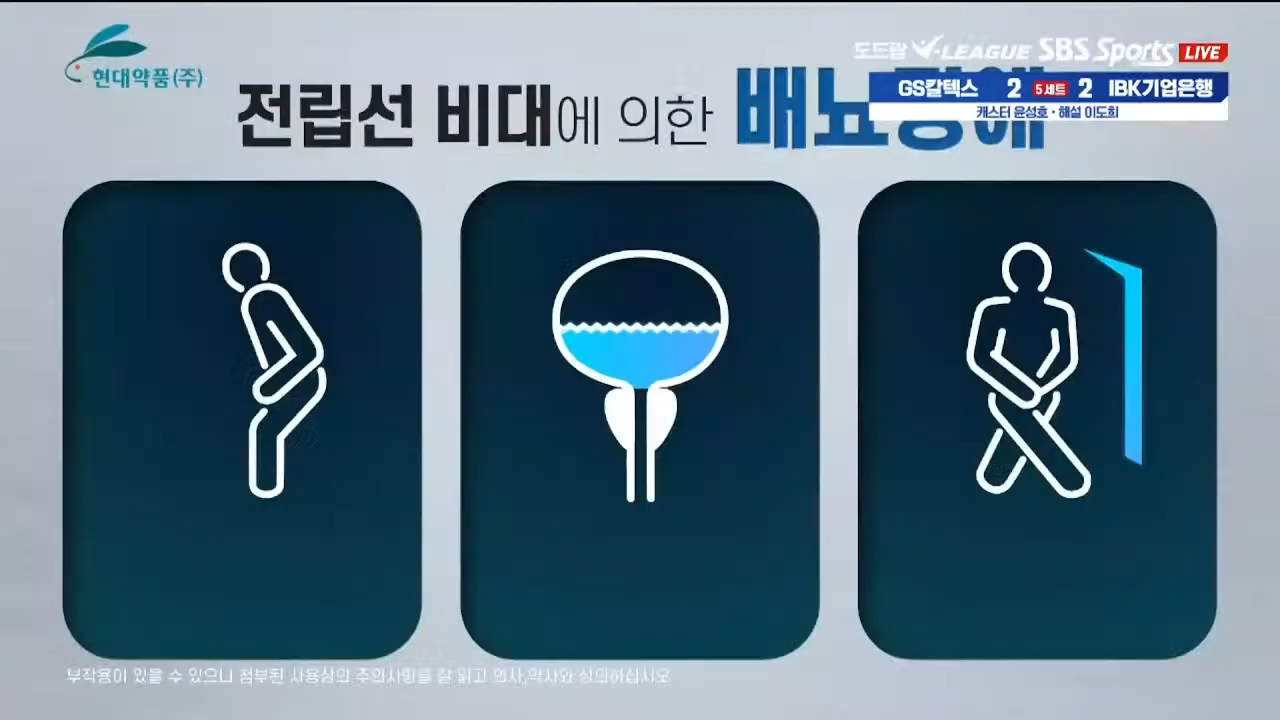 현대약품(주)
도드람 V-LEAGUE SBS Sports LIVE
GS칼텍스 2 5세트 2 IBK기업은행
캐스터 윤성호·해설 이도희
전립선 비대에 의한 배뇨장애
부작용이 있을 수 있으니 첨부된 사용상의 주의사항을 잘 읽고 의사,약사와 상의하십시오